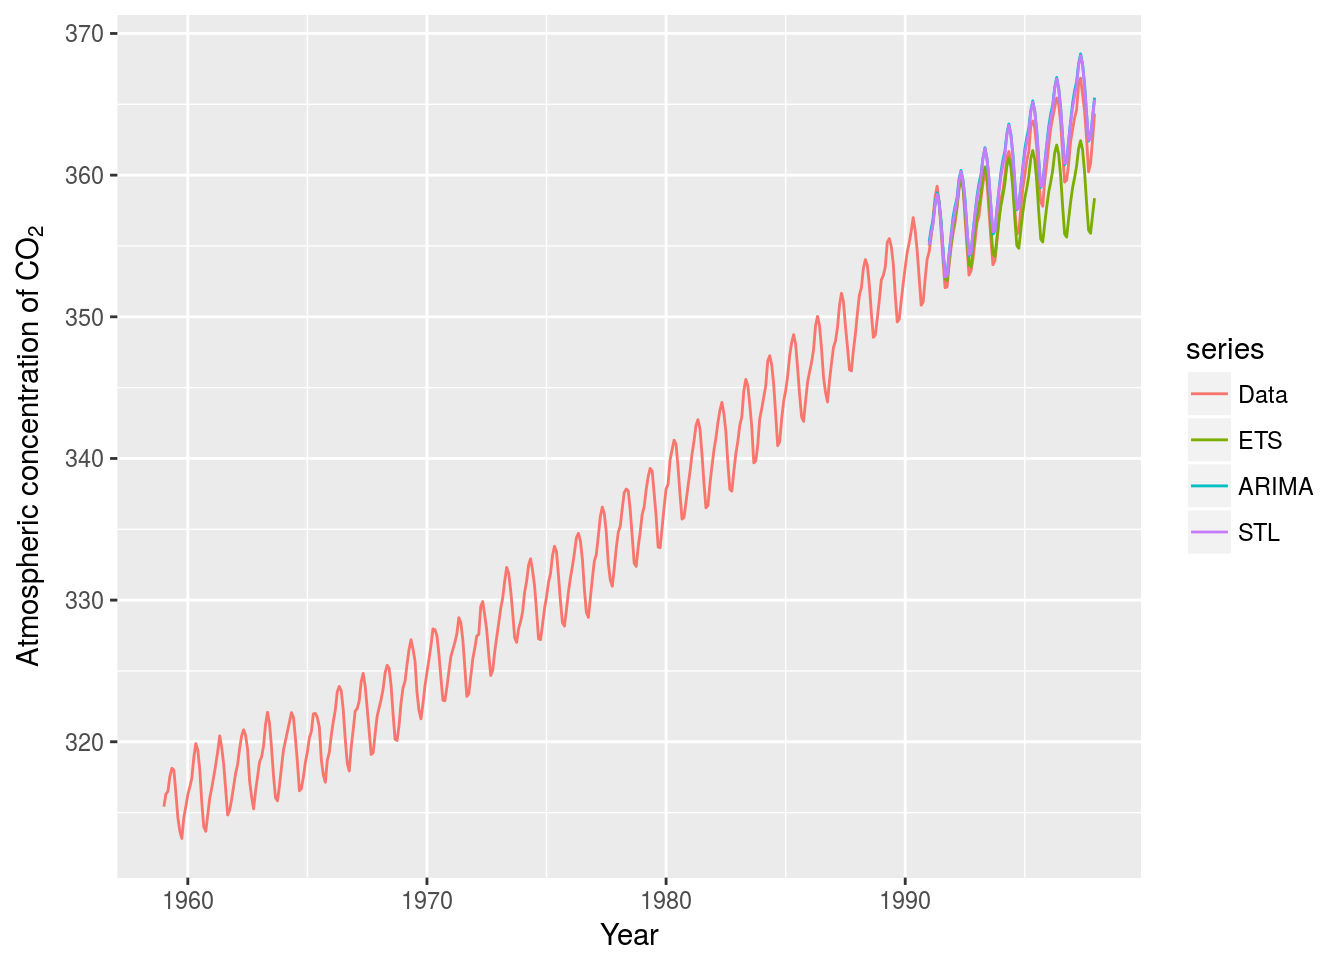 370
360
350
340
330
320
Atmospheric concentration of CO₂
1960 1970 1980 1990
Year
series
Data
ETS
ARIMA
STL